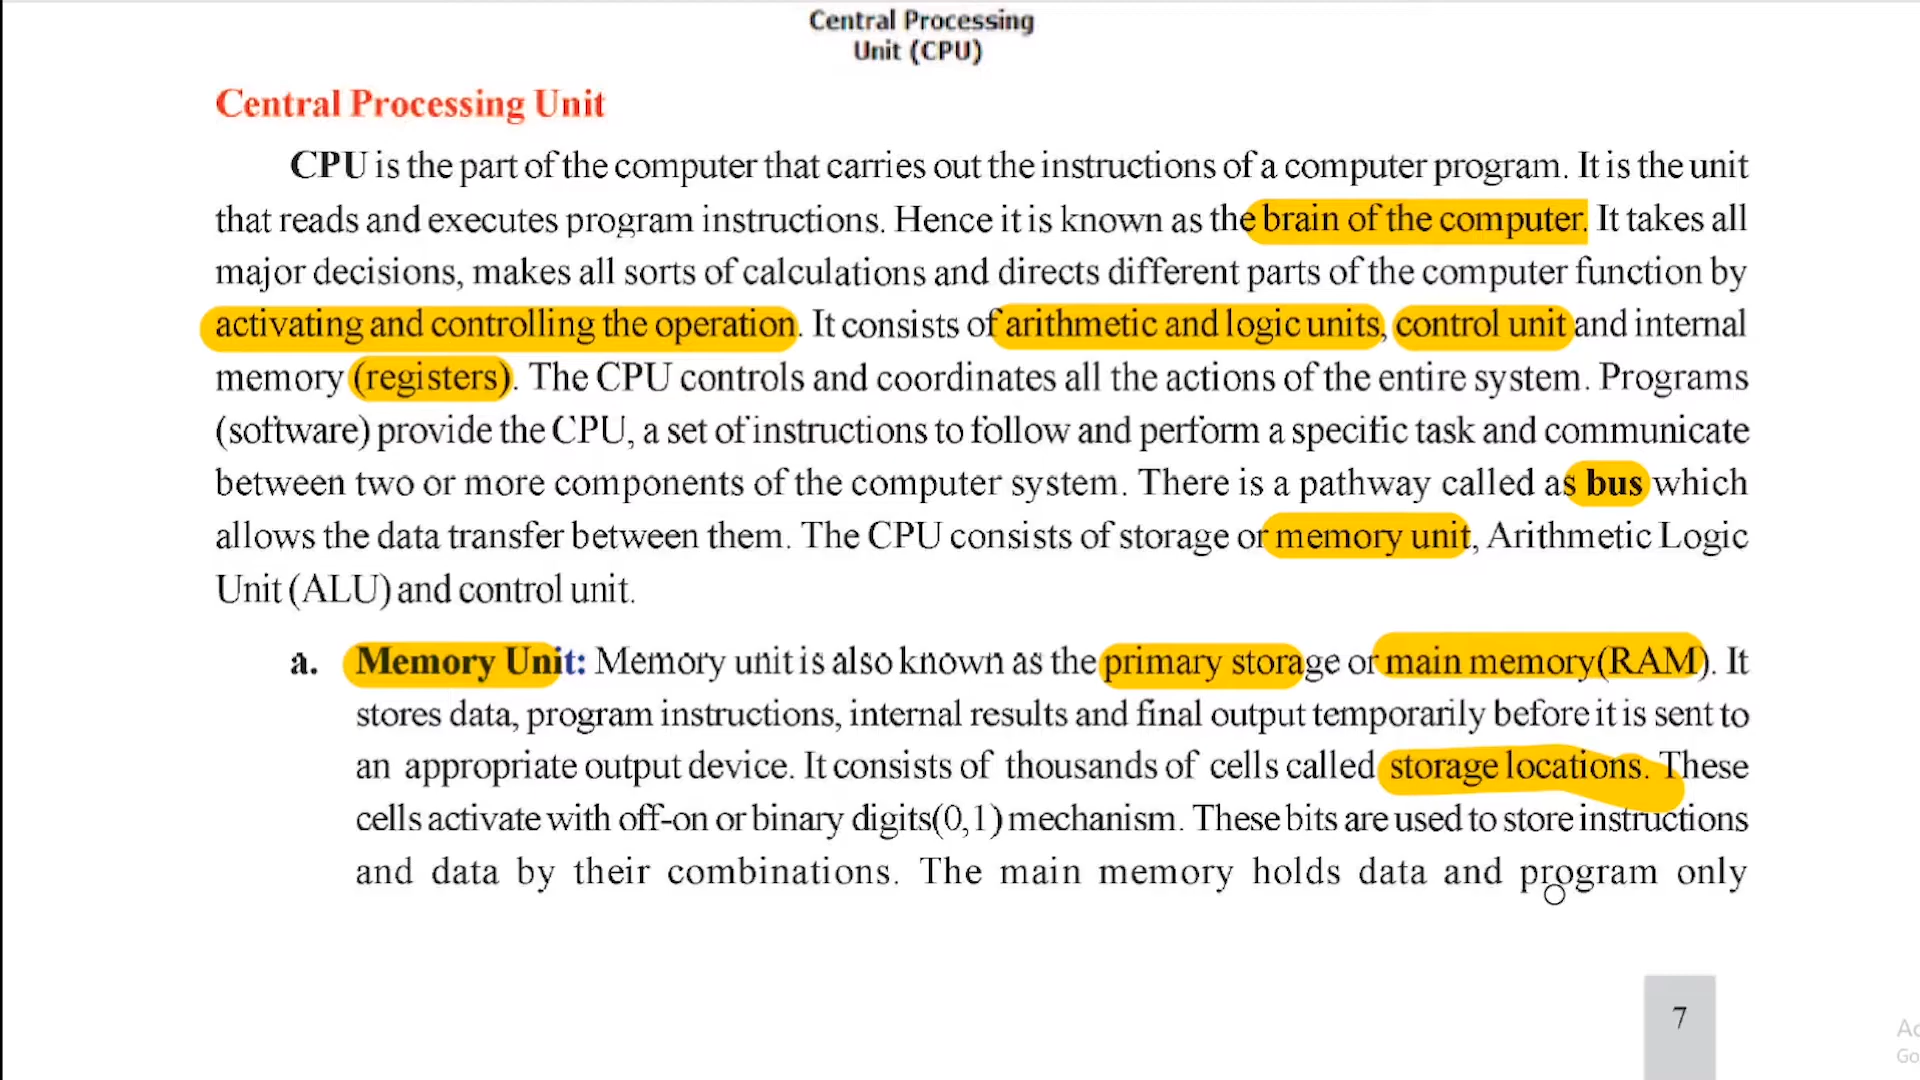 Central Processing
Unit (CPU)
Central Processing Unit
CPU is the part of the computer that carries out the instructions of a computer program. It is the unit
that reads and executes program instructions. Hence it is known as the brain of the computer. It takes all
major decisions, makes all sorts of calculations and directs different parts of the computer function by
activating and controlling the operation. It consists of arithmetic and logic units, control unit and internal
memory (registers). The CPU controls and coordinates all the actions of the entire system. Programs
(software) provide the CPU, a set of instructions to follow and perform a specific task and communicate
between two or more components of the computer system. There is a pathway called as bus which
allows the data transfer between them. The CPU consists of storage or memory unit, Arithmetic Logic
Unit (ALU) and control unit.
a. Memory Unit: Memory unit is also known as the primary storage or main memory(RAM). It
stores data, program instructions, internal results and final output temporarily before it is sent to
an appropriate output device. It consists of thousands of cells called storage locations. These
cells activate with off-on or binary digits(0,1) mechanism. These bits are used to store instructions
and data by their combinations. The main memory holds data and program only
7